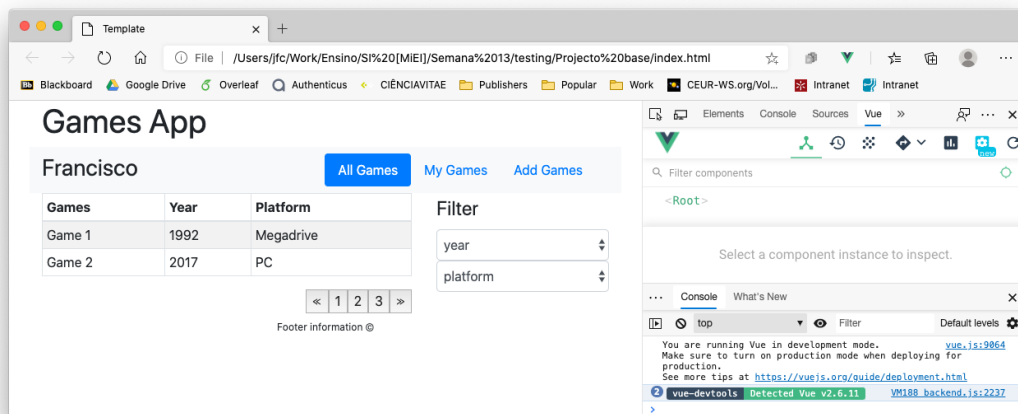 Template
File /Users/jfc/Work/Ensino/SI%20[MiEI]/Semana%2013/testing/Projecto%20base/index.html
Bb Blackboard Google Drive Overleaf Authenticus CIÊNCIAVITAE Publishers Popular Work CEUR-WS.org/Vol... Intranet Intranet
Games App
Francisco All Games My Games Add Games
Games Year Platform
Game 1 1992 Megadrive
Game 2 2017 PC
« 1 2 3 »
Footer information ©
Filter
year
platform
Elements Console Sources Vue »
new
Filter components
<Root>
Select a component instance to inspect.
Console What's New
top Filter Default levels
You are running Vue in development mode. vue.js:9064
Make sure to turn on production mode when deploying for
production.
See more tips at https://vuejs.org/guide/deployment.html
2 vue-devtools Detected Vue v2.6.11 VM188 backend.js:2237